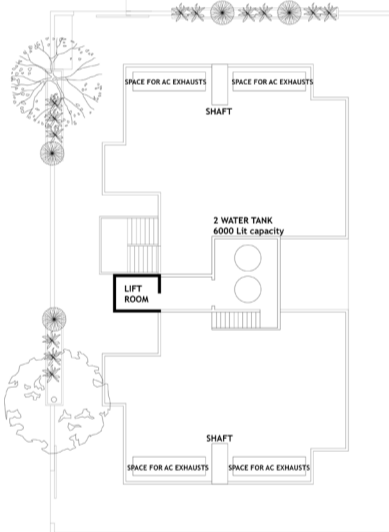 SPACE FOR AC EXHAUSTS SPACE FOR AC EXHAUSTS
SHAFT
2 WATER TANK
6000 Lit capacity
LIFT
ROOM
SHAFT
SPACE FOR AC EXHAUSTS SPACE FOR AC EXHAUSTS